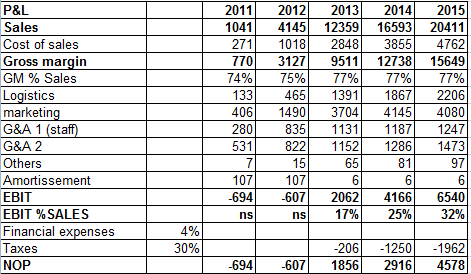 P&L 2011 2012 2013 2014 2015
Sales 1041 4145 12359 16593 20411
Cost of sales 271 1018 2848 3855 4762
Gross margin 770 3127 9511 12738 15649
GM % Sales 74% 75% 77% 77% 77%
Logistics 133 465 1391 1867 2206
marketing 406 1490 3704 4145 4080
G&A 1 (staff) 280 835 1131 1187 1247
G&A 2 531 822 1152 1286 1473
Others 7 15 65 81 97
Amortissement 107 107 6 6 6
EBIT -694 -607 2062 4166 6540
EBIT %SALES ns ns 17% 25% 32%
Financial expenses 4%
Taxes 30% -206 -1250 -1962
NOP -694 -607 1856 2916 4578